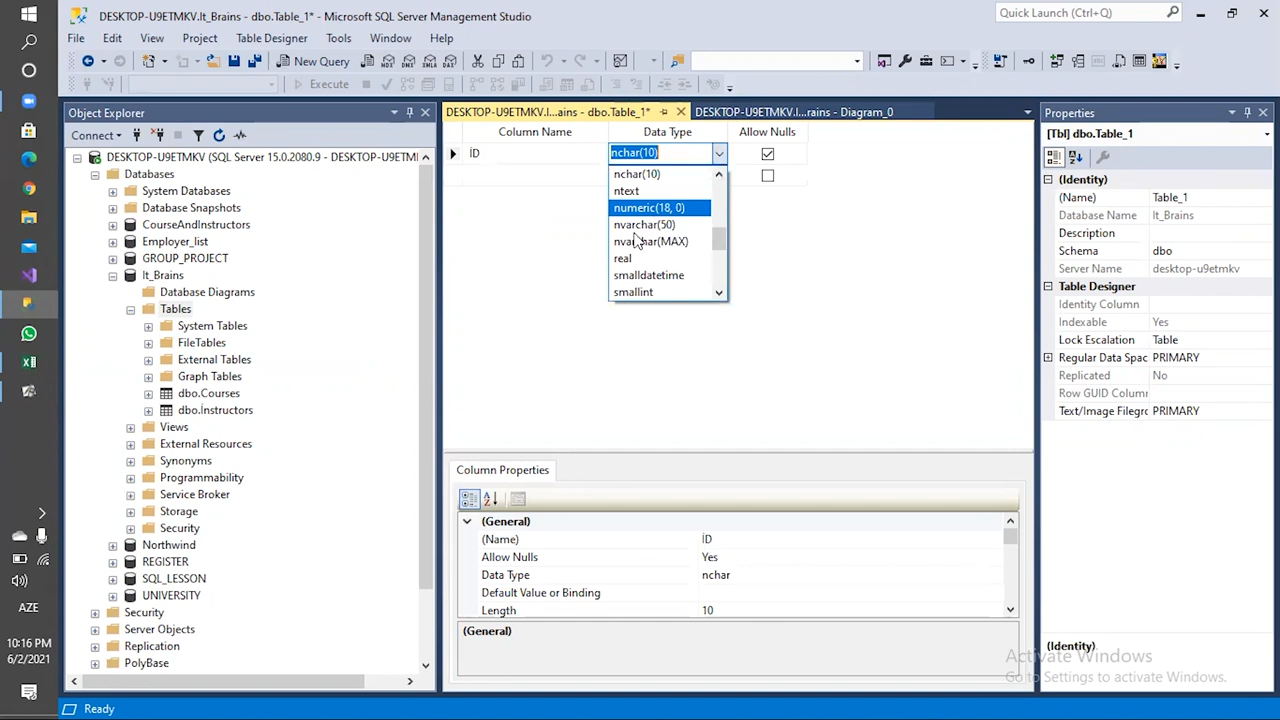 DESKTOP-U9ETMKV.It_Brains - dbo.Table_1* - Microsoft SQL Server Management Studio
Quick Launch (Ctrl+Q)
File Edit View Project Table Designer Tools Window Help
New Query
Execute
Object Explorer
DESKTOP-U9ETMKV.I...ains - dbo.Table_1*
DESKTOP-U9ETMKV.I...rains - Diagram_0
Properties
Connect
[Tbl] dbo.Table_1
Column Name Data Type Allow Nulls
İD nchar(10)
nchar(10)
ntext
numeric(18, 0)
nvarchar(50)
nvarchar(MAX)
real
smalldatetime
smallint
DESKTOP-U9ETMKV (SQL Server 15.0.2080.9 - DESKTOP-U9ETM
Databases
System Databases
Database Snapshots
CourseAndInstructors
Employer_list
GROUP_PROJECT
It_Brains
Database Diagrams
Tables
System Tables
FileTables
External Tables
Graph Tables
dbo.Courses
dbo.İnstructors
Views
External Resources
Synonyms
Programmability
Service Broker
Storage
Security
Northwind
REGISTER
SQL_LESSON
UNIVERSITY
Security
Server Objects
Replication
Management
PolyBase
(Identity)
(Name) Table_1
Database Name It_Brains
Description
Schema dbo
Server Name desktop-u9etmkv
Table Designer
Identity Column
Indexable Yes
Lock Escalation Table
Regular Data Spac PRIMARY
Replicated No
Row GUID Column
Text/Image Filegro PRIMARY
Column Properties
(General)
(Name) İD
Allow Nulls Yes
Data Type nchar
Default Value or Binding
Length 10
(General)
(Identity)
Activate Windows
Go to Settings to activate Windows.
AZE
10:16 PM
6/2/2021
Ready